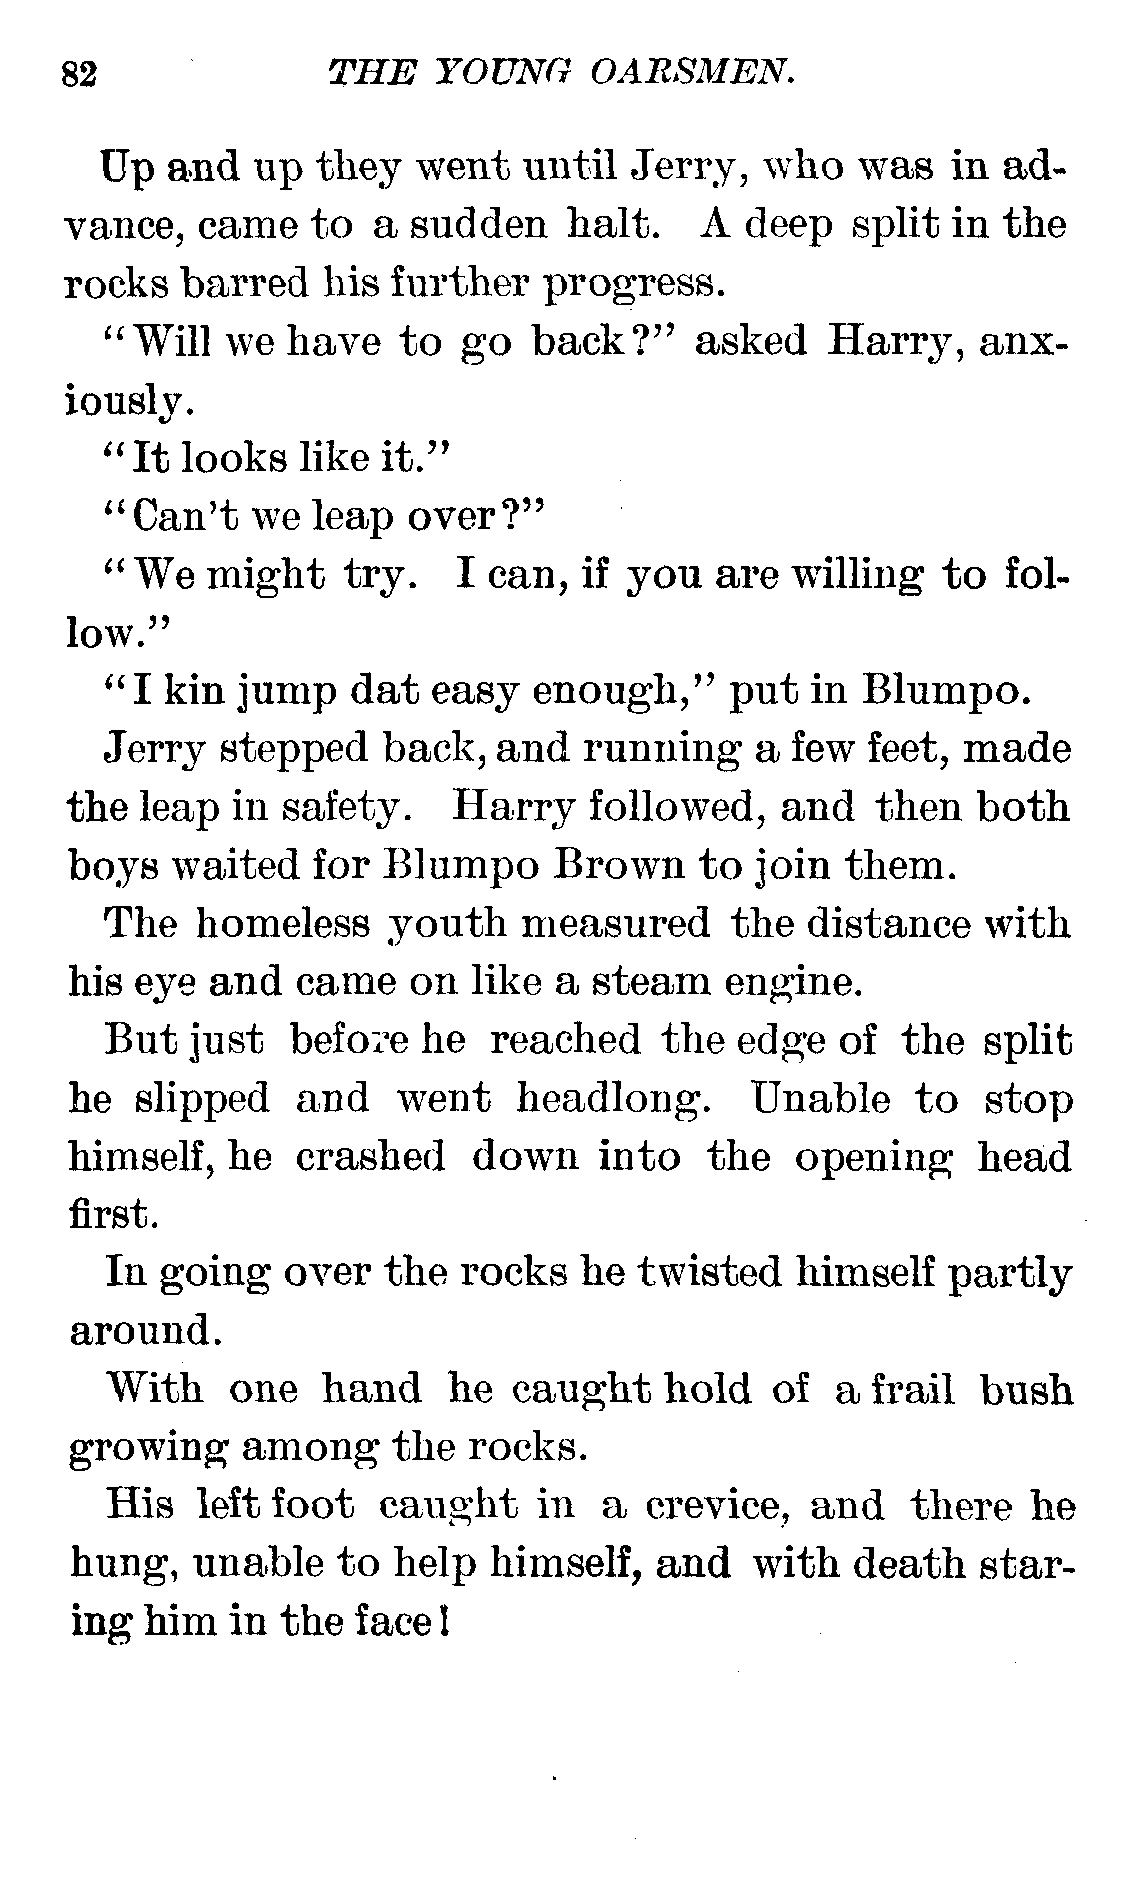 82 THE YOUNG OARSMEN.
Up and up they went until Jerry, who was in ad-
vance, came to a sudden halt. A deep split in the
rocks barred his further progress.
“Will we have to go back?” asked Harry, anx-
iously.
“It looks like it.”
“Can’t we leap over?”
“We might try. I can, if you are willing to fol-
low.”
“I kin jump dat easy enough,” put in Blumpo.
Jerry stepped back, and running a few feet, made
the leap in safety. Harry followed, and then both
boys waited for Blumpo Brown to join them.
The homeless youth measured the distance with
his eye and came on like a steam engine.
But just before he reached the edge of the split
he slipped and went headlong. Unable to stop
himself, he crashed down into the opening head
first.
In going over the rocks he twisted himself partly
around.
With one hand he caught hold of a frail bush
growing among the rocks.
His left foot caught in a crevice, and there he
hung, unable to help himself, and with death star-
ing him in the face!